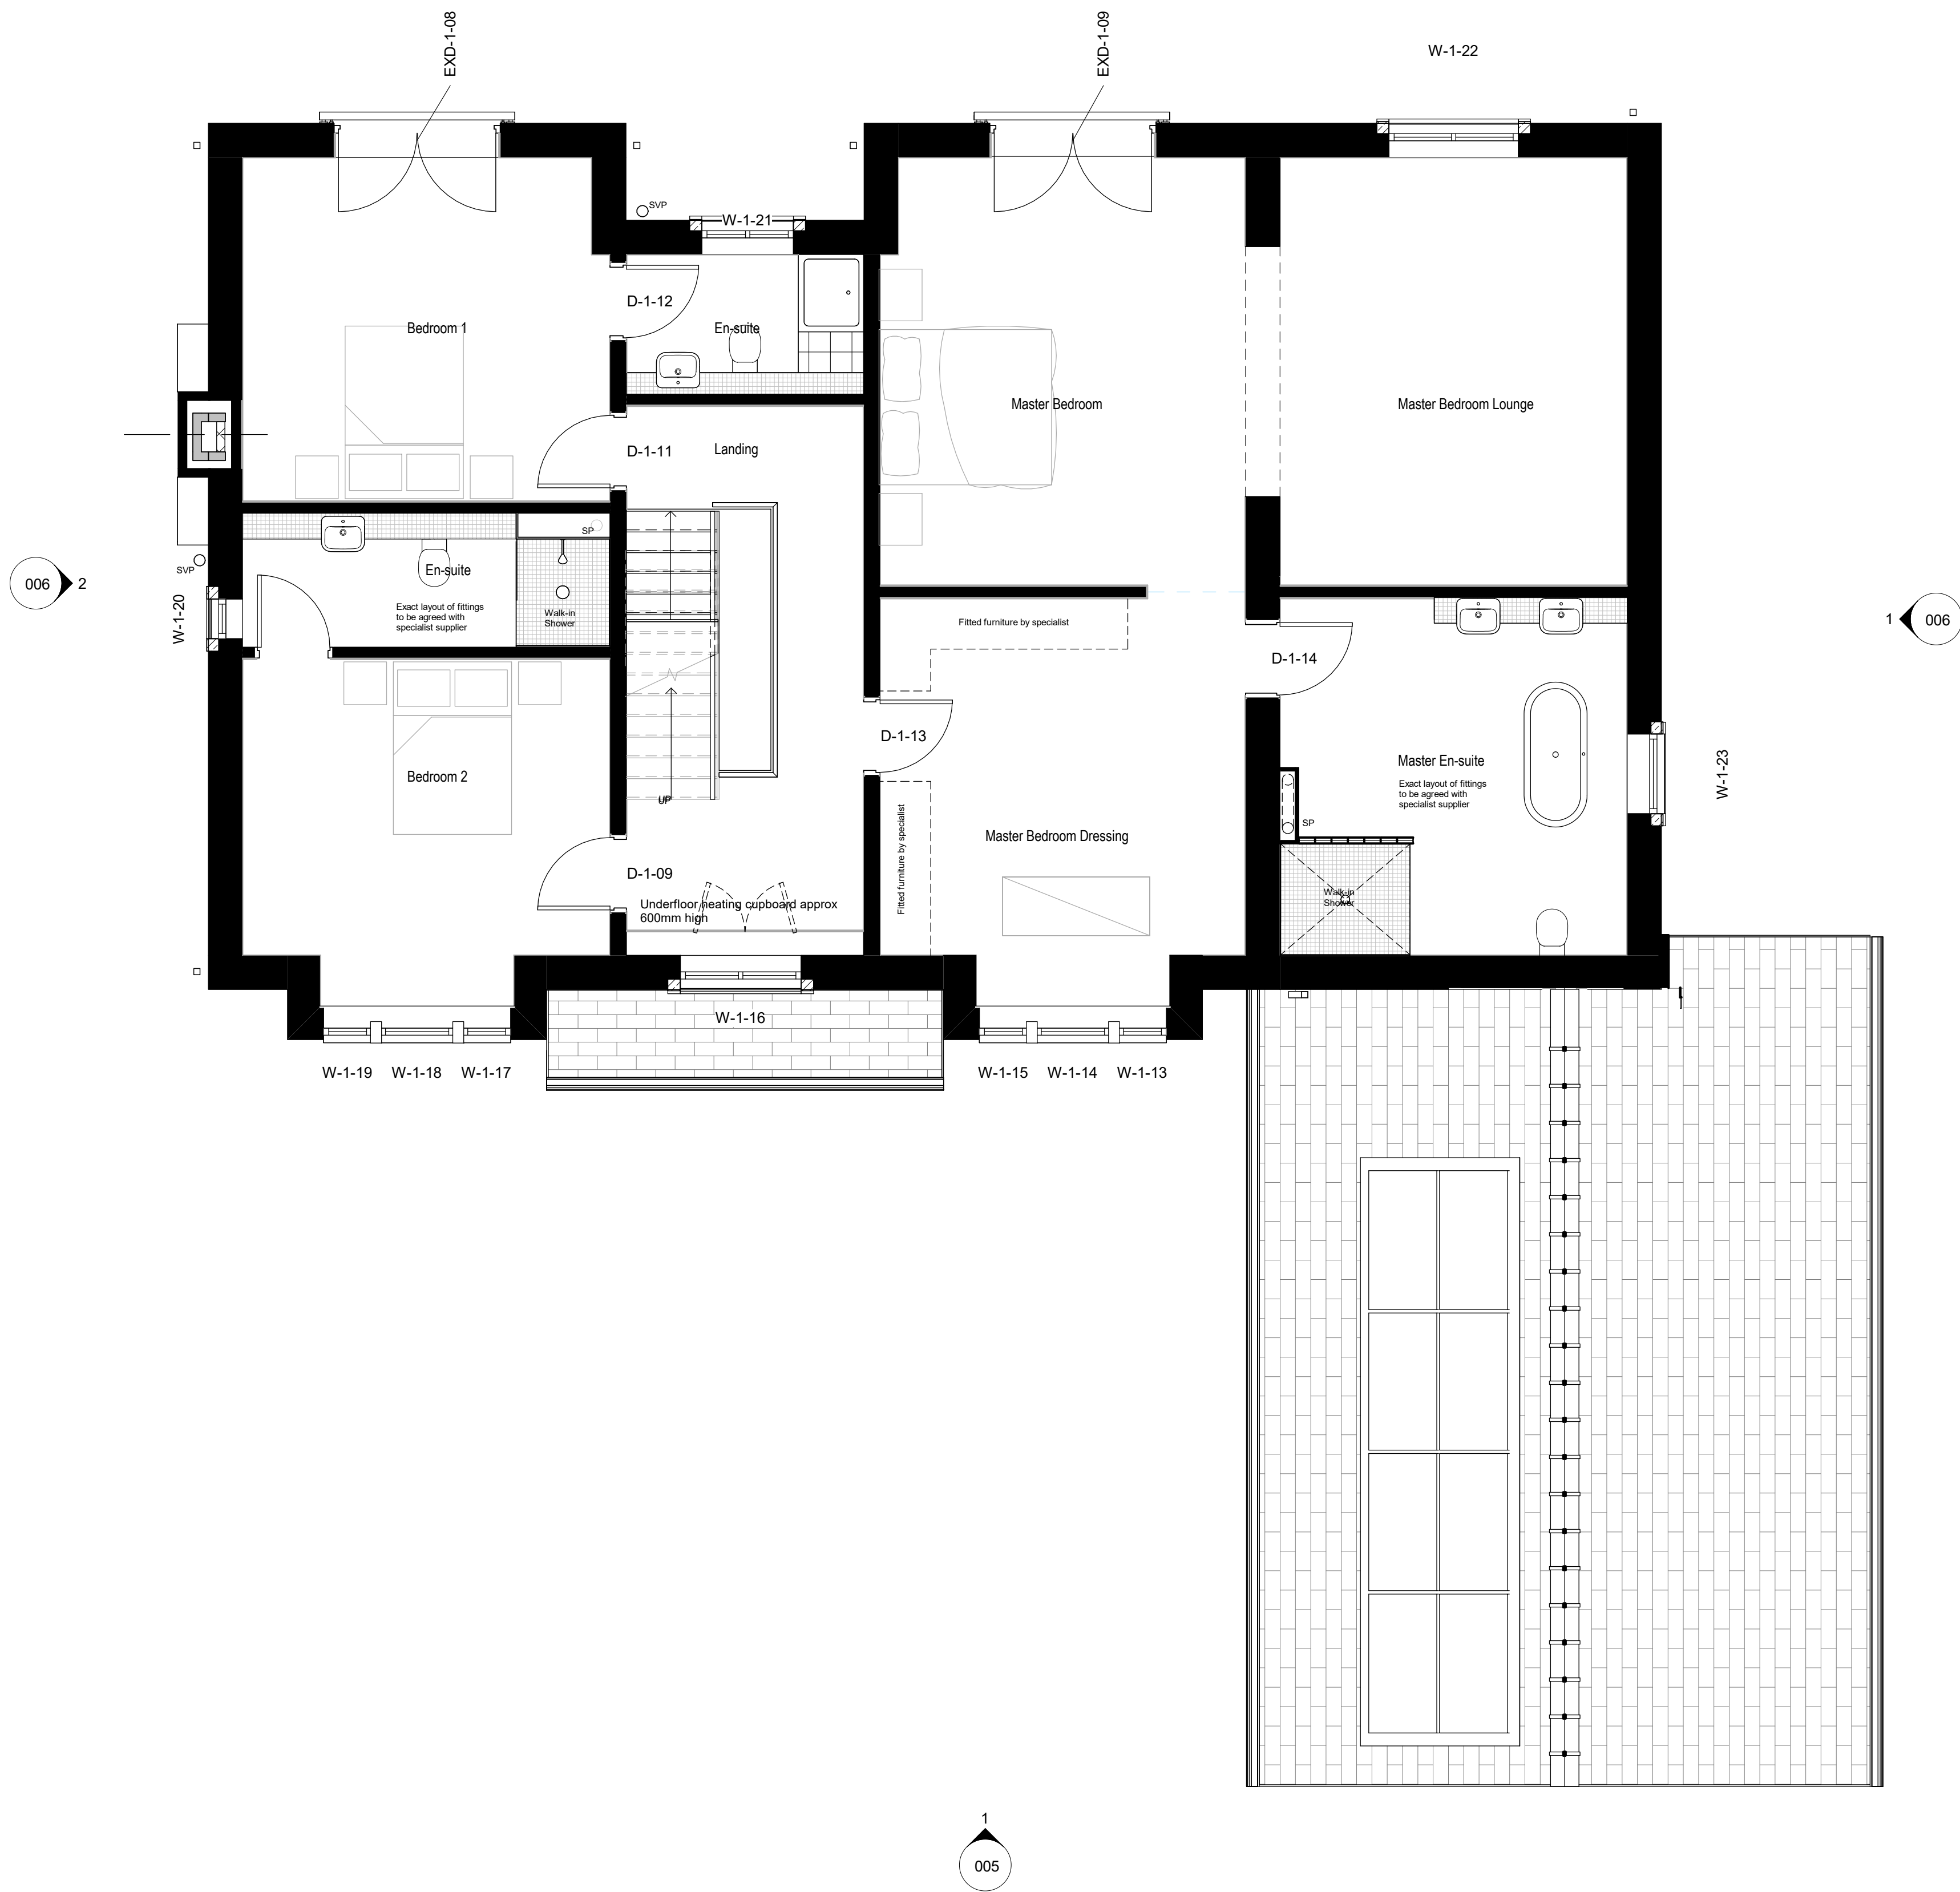 EXD-1-08
EXD-1-09
W-1-22
SVP
W-1-21
D-1-12
Bedroom 1
En-suite
Master Bedroom
Master Bedroom Lounge
D-1-11
Landing
SP
SVP
En-suite
006
2
W-1-20
Exact layout of fittings
to be agreed with
specialist supplier
Walk-in
Shower
Fitted furniture by specialist
1
006
D-1-14
D-1-13
Bedroom 2
UP
Master En-suite
Exact layout of fittings
to be agreed with
specialist supplier
W-1-23
SP
Master Bedroom Dressing
Fitted furniture by specialist
D-1-09
Underfloor heating cupboard approx
600mm high
Walk-in
Shower
W-1-16
W-1-19
W-1-18
W-1-17
W-1-15
W-1-14
W-1-13
1
005